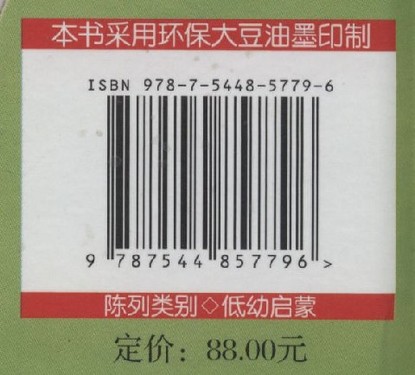 本书采用环保大豆油墨印制
ISBN 978-7-5448-5779-6
9 787544 857796 >
陈列类别◇低幼启蒙
定价：88.00元